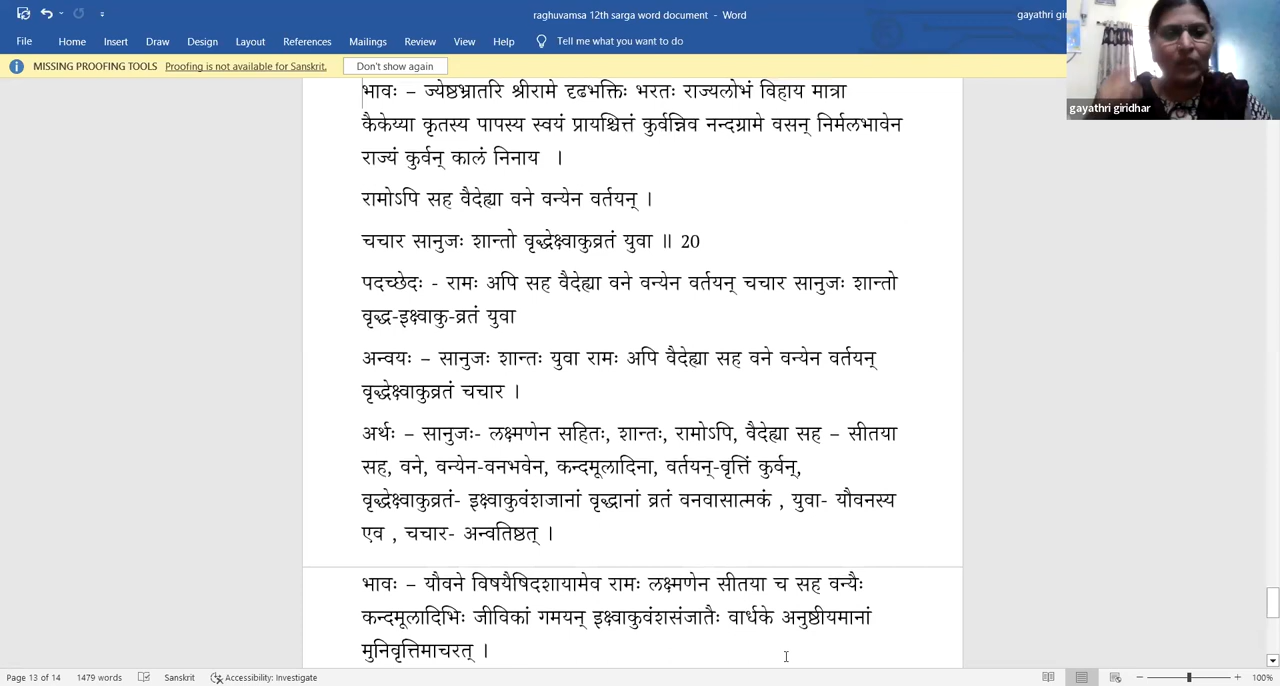 raghuvamsa 12th sarga word document - Word
gayathri gi
File Home Insert Draw Design Layout References Mailings Review View Help Tell me what you want to do
MISSING PROOFING TOOLS Proofing is not available for Sanskrit. Don't show again
gayathri giridhar
भावः – ज्येष्ठभ्रातरि श्रीरामे दृढभक्तिः भरतः राज्यलोभं विहाय मात्रा
कैकेय्या कृतस्य पापस्य स्वयं प्रायश्चित्तं कुर्वन्निव नन्दग्रामे वसन् निर्मलभावेन
राज्यं कुर्वन् कालं निनाय ।
रामोऽपि सह वैदेह्या वने वन्येन वर्तयन् ।
चचार सानुजः शान्तो वृद्धेक्ष्वाकुव्रतं युवा ॥ 20
पदच्छेदः - रामः अपि सह वैदेह्या वने वन्येन वर्तयन् चचार सानुजः शान्तो
वृद्ध-इक्ष्वाकु-व्रतं युवा
अन्वयः – सानुजः शान्तः युवा रामः अपि वैदेह्या सह वने वन्येन वर्तयन्
वृद्धेक्ष्वाकुव्रतं चचार ।
अर्थः – सानुजः- लक्ष्मणेन सहितः, शान्तः, रामोऽपि, वैदेह्या सह – सीतया
सह, वने, वन्येन-वनभवेन, कन्दमूलादिना, वर्तयन्-वृत्तिं कुर्वन्,
वृद्धेक्ष्वाकुव्रतं- इक्ष्वाकुवंशजानां वृद्धानां व्रतं वनवासात्मकं , युवा- यौवनस्य
एव , चचार- अन्वतिष्ठत् ।
भावः – यौवने विषयैषिदशायामेव रामः लक्ष्मणेन सीतया च सह वन्यैः
कन्दमूलादिभिः जीविकां गमयन् इक्ष्वाकुवंशसंजातैः वार्धके अनुष्ठीयमानां
मुनिवृत्तिमाचरत् ।
Page 13 of 14 1479 words Sanskrit Accessibility: Investigate 100%